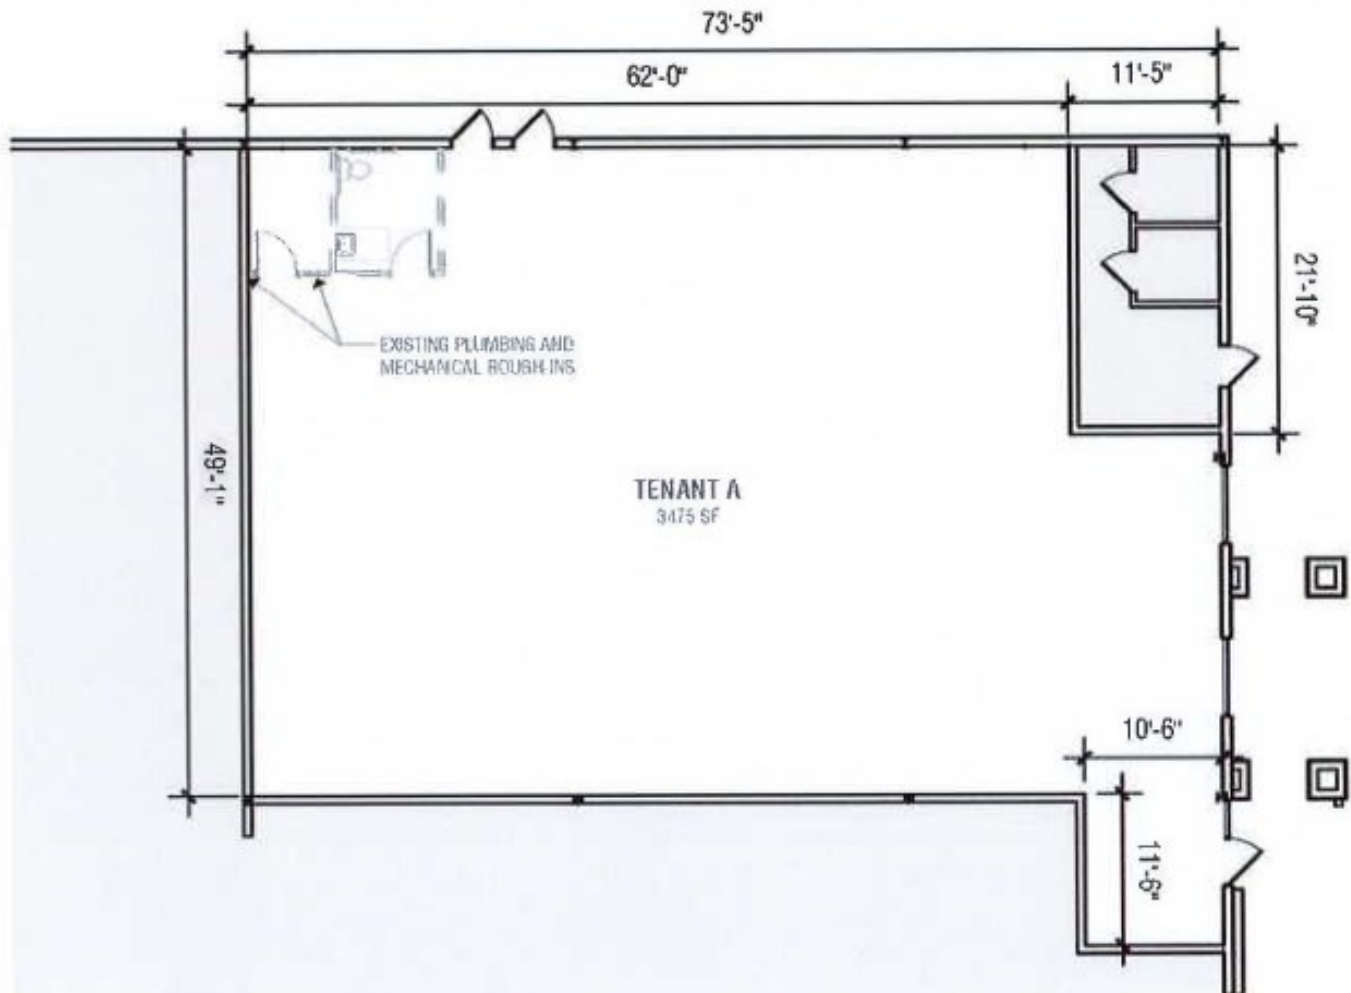 73'-5"
62'-0"
11'-5"
21'-10"
EXISTING PLUMBING AND
MECHANICAL ROUGH-INS
49'-1"
TENANT A
3475 SF
10'-6"
11'-6"